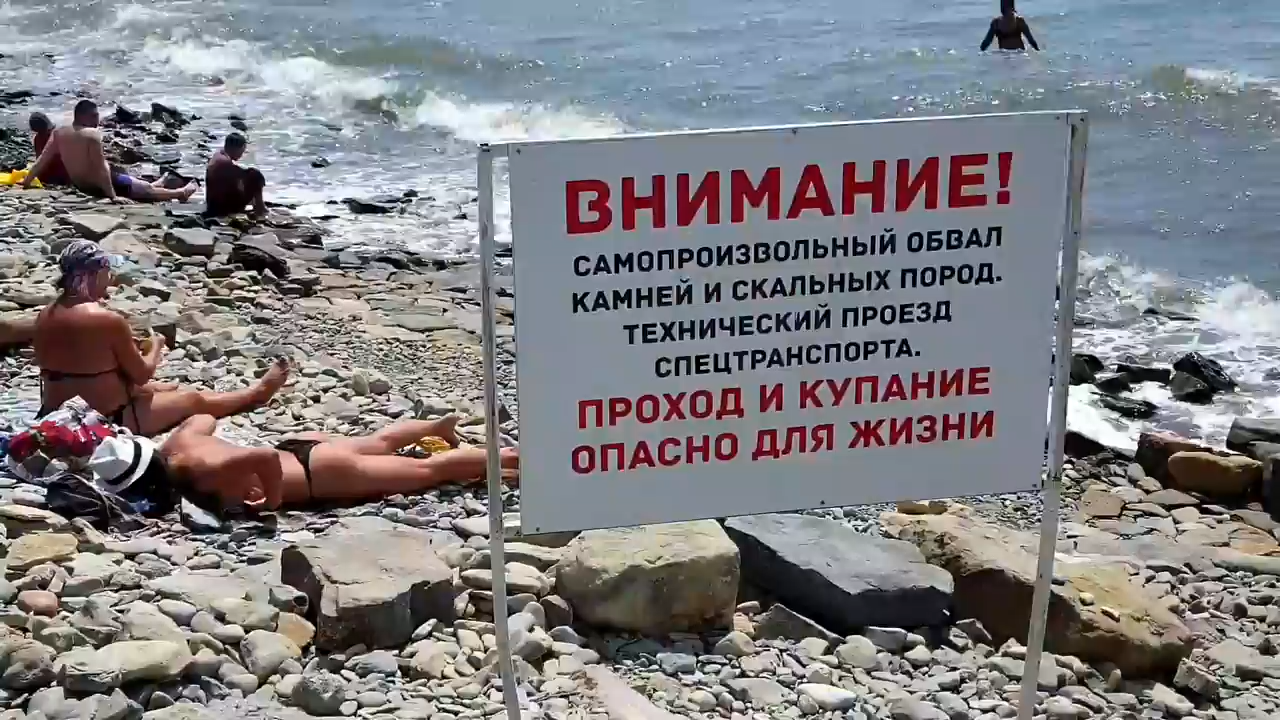 ВНИМАНИЕ!
САМОПРОИЗВОЛЬНЫЙ ОБВАЛ
КАМНЕЙ И СКАЛЬНЫХ ПОРОД.
ТЕХНИЧЕСКИЙ ПРОЕЗД
СПЕЦТРАНСПОРТА.
ПРОХОД И КУПАНИЕ
ОПАСНО ДЛЯ ЖИЗНИ